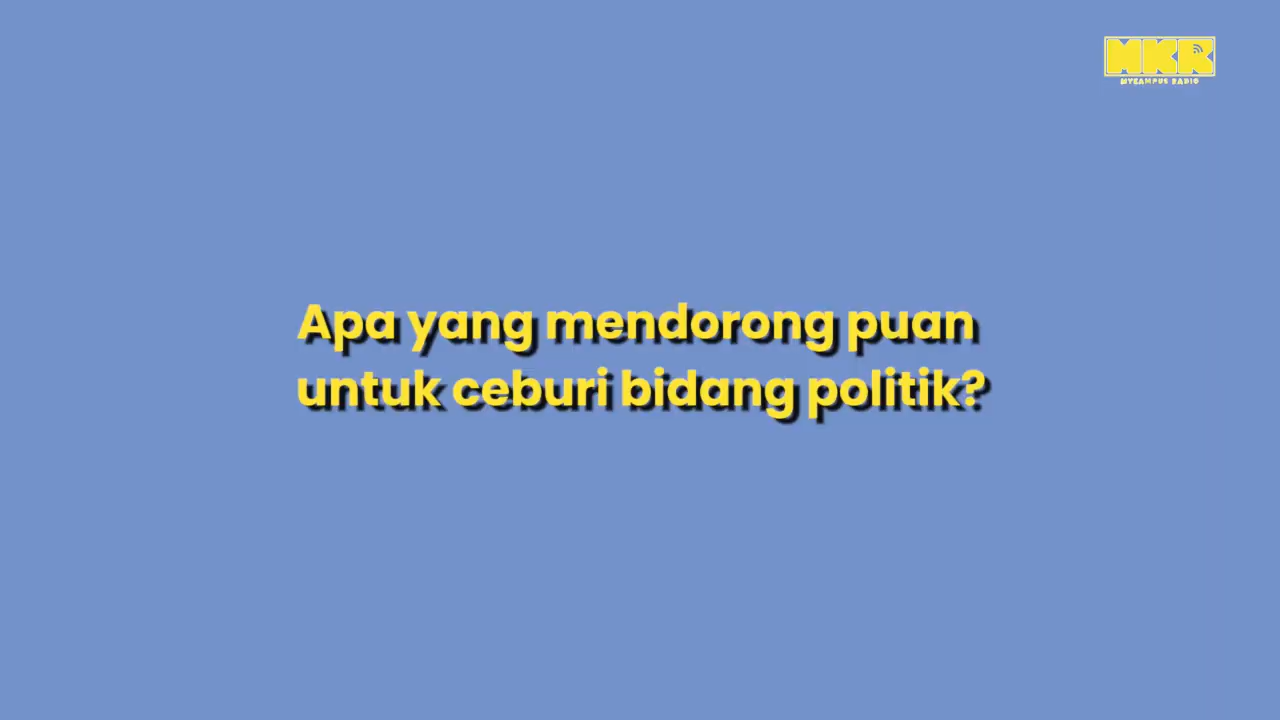 MKR
MYCAMPUS RADIO
Apa yang mendorong puan
untuk ceburi bidang politik?